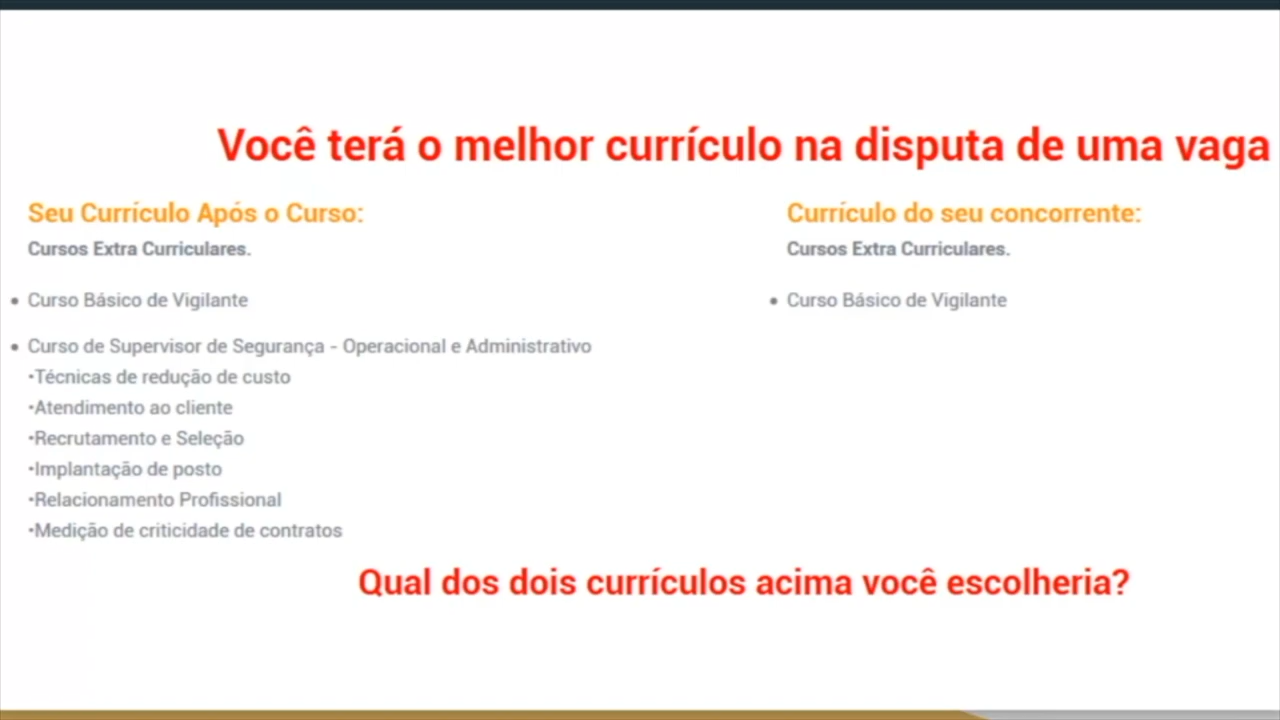 Você terá o melhor currículo na disputa de uma vaga
Seu Currículo Após o Curso:
Cursos Extra Curriculares.
• Curso Básico de Vigilante
• Curso de Supervisor de Segurança - Operacional e Administrativo
•Técnicas de redução de custo
•Atendimento ao cliente
•Recrutamento e Seleção
•Implantação de posto
•Relacionamento Profissional
•Medição de criticidade de contratos
Currículo do seu concorrente:
Cursos Extra Curriculares.
• Curso Básico de Vigilante
Qual dos dois currículos acima você escolheria?